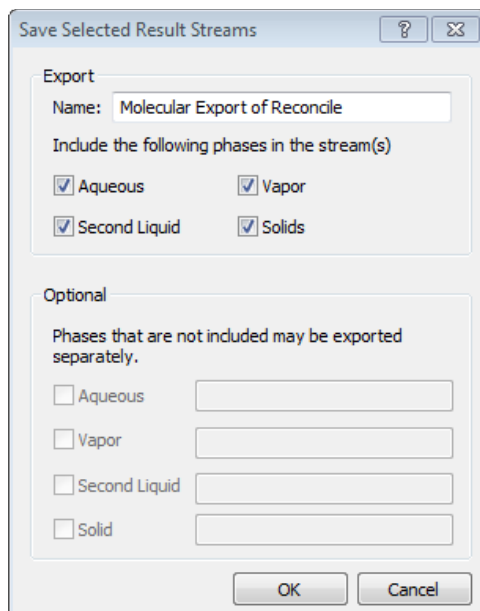 Save Selected Result Streams
Export
Name: Molecular Export of Reconcile
Include the following phases in the stream(s)
Aqueous Vapor
Second Liquid Solids
Optional
Phases that are not included may be exported
separately.
Aqueous
Vapor
Second Liquid
Solid
OK Cancel